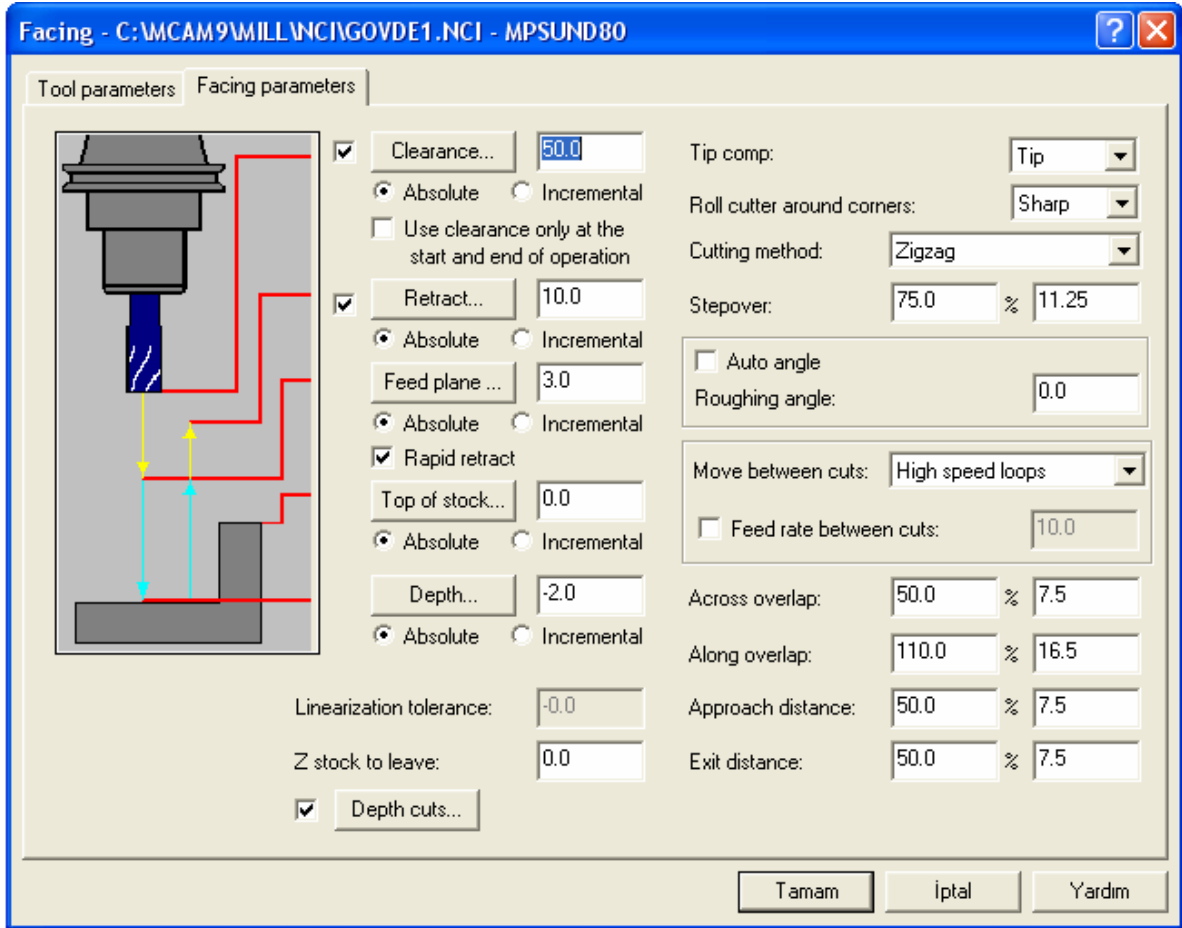 Facing - C:\MCAM9\MILL\NCI\GOVDE1.NCI - MPSUND80
Tool parameters
Facing parameters
Clearance...
50.0
Absolute
Incremental
Use clearance only at the
start and end of operation
Retract...
10.0
Absolute
Incremental
Feed plane ...
3.0
Absolute
Incremental
Rapid retract
Top of stock...
0.0
Absolute
Incremental
Depth...
-2.0
Absolute
Incremental
Linearization tolerance:
-0.0
Z stock to leave:
0.0
Depth cuts...
Tip comp:
Tip
Roll cutter around corners:
Sharp
Cutting method:
Zigzag
Stepover:
75.0
%
11.25
Auto angle
Roughing angle:
0.0
Move between cuts:
High speed loops
Feed rate between cuts:
10.0
Across overlap:
50.0
%
7.5
Along overlap:
110.0
%
16.5
Approach distance:
50.0
%
7.5
Exit distance:
50.0
%
7.5
Tamam
İptal
Yardım